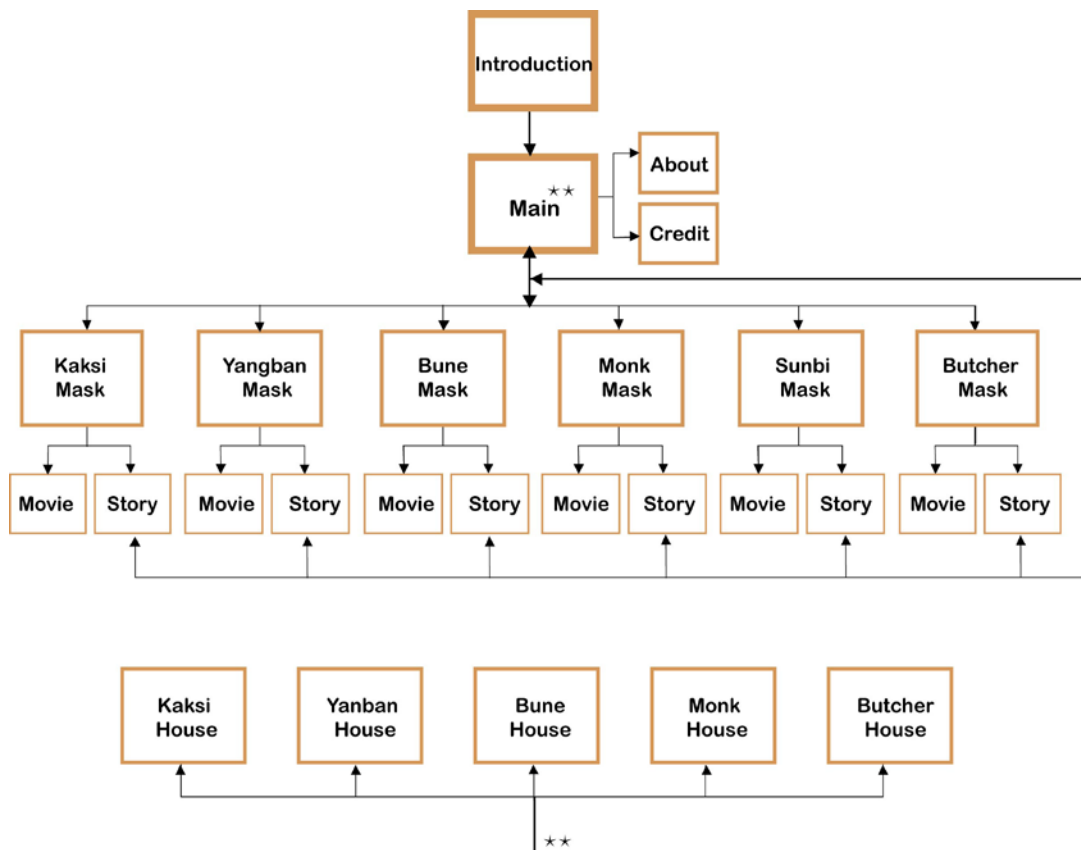 Introduction
Main**
About
Credit
Kaksi
Mask
Yangban
Mask
Bune
Mask
Monk
Mask
Sunbi
Mask
Butcher
Mask
Movie
Story
Movie
Story
Movie
Story
Movie
Story
Movie
Story
Movie
Story
Kaksi
House
Yanban
House
Bune
House
Monk
House
Butcher
House
**